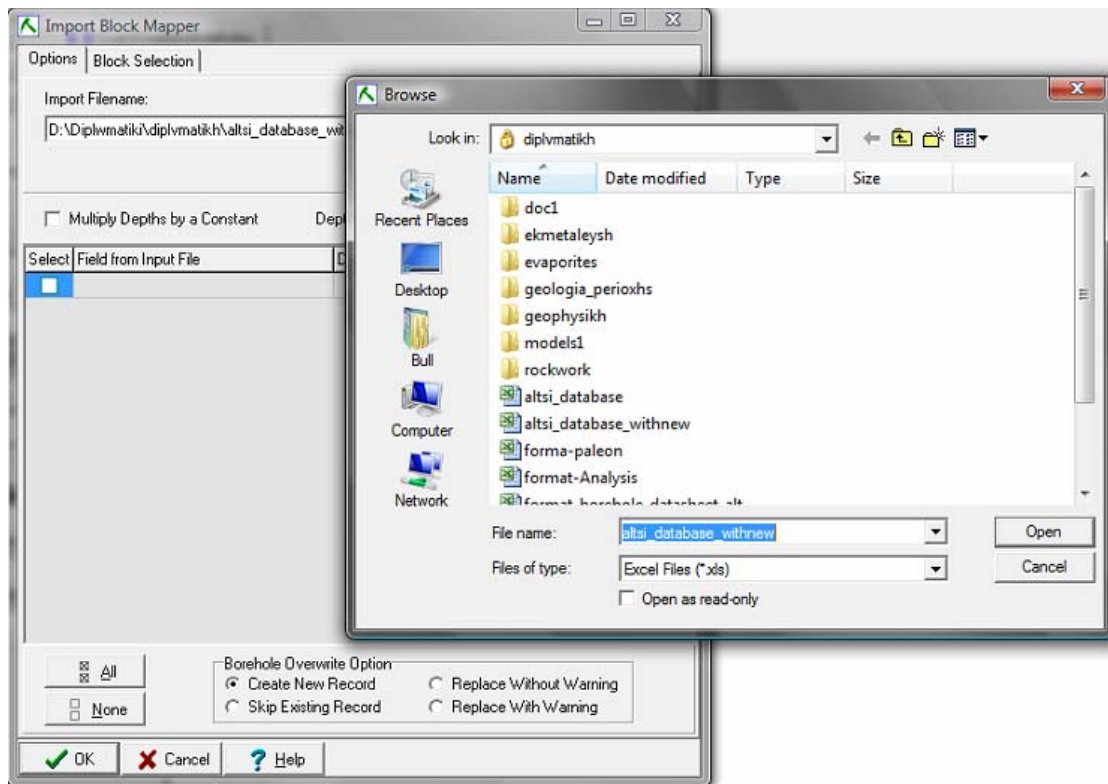 Import Block Mapper
Options
Block Selection
Import Filename:
D:\Diplwmatiki\diplvmatikh\altsi_database_wit
Multiply Depths by a Constant
Dept
Select
Field from Input File
All
None
Borehole Overwrite Option
Create New Record
Replace Without Warning
Skip Existing Record
Replace With Warning
OK
Cancel
Help
Browse
Look in:
diplvmatikh
Recent Places
Desktop
Bull
Computer
Network
Name
Date modified
Type
Size
doc1
ekmetaleysh
evaporites
geologia_perioxhs
geophysikh
models1
rockwork
altsi_database
altsi_database_withnew
forma-paleon
format-Analysis
format_borehole_datasheet_alt
File name:
altsi_database_withnew
Open
Files of type:
Excel Files (*.xls)
Cancel
Open as read-only